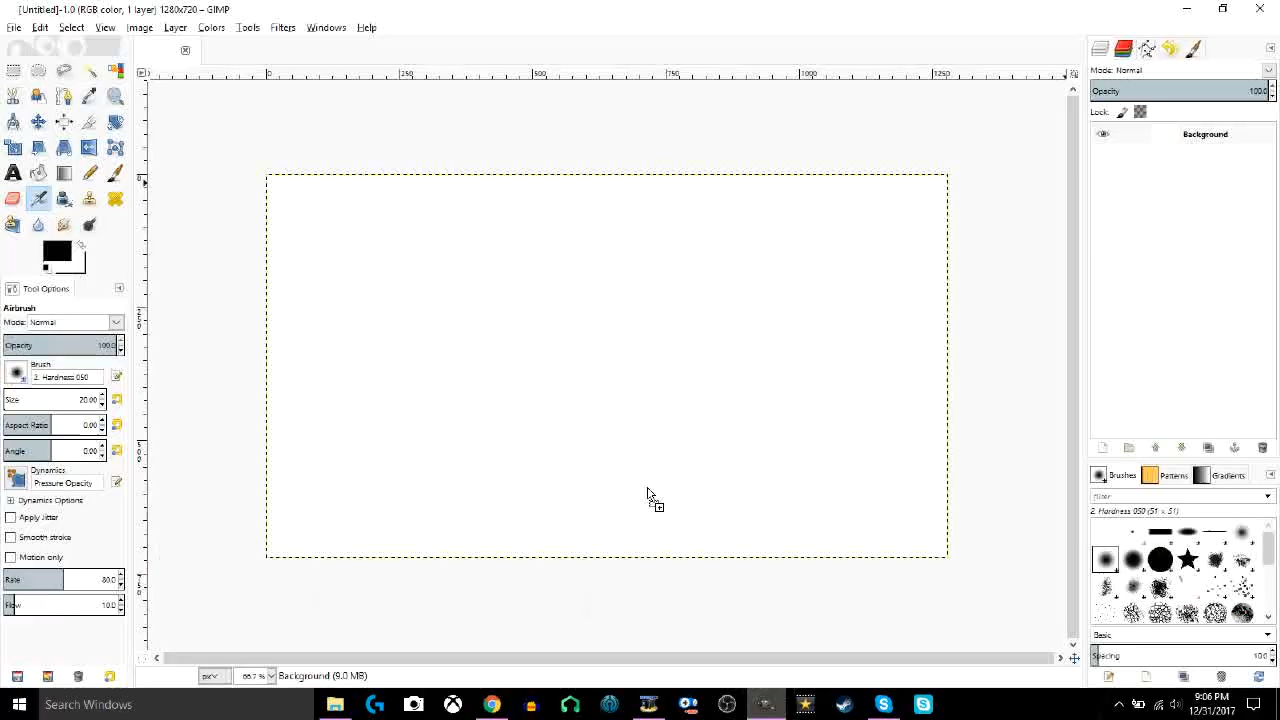 [Untitled]-1.0 (RGB color, 1 layer) 1280x720 – GIMP
File Edit Select View Image Layer Colors Tools Filters Windows Help
0 250 500 750 1000 1250
0
250
500
750
Tool Options
Airbrush
Mode: Normal
Opacity 100.0
Brush
2. Hardness 050
Size 20.00
Aspect Ratio 0.00
Angle 0.00
Dynamics
Pressure Opacity
Dynamics Options
Apply Jitter
Smooth stroke
Motion only
Rate 80.0
Flow 10.0
px 66.7 % Background (9.0 MB)
Mode: Normal
Opacity 100.0
Lock:
Background
Brushes Patterns Gradients
filter
2. Hardness 050 (51 × 51)
Basic
Spacing 10.0
Search Windows
9:06 PM
12/31/2017